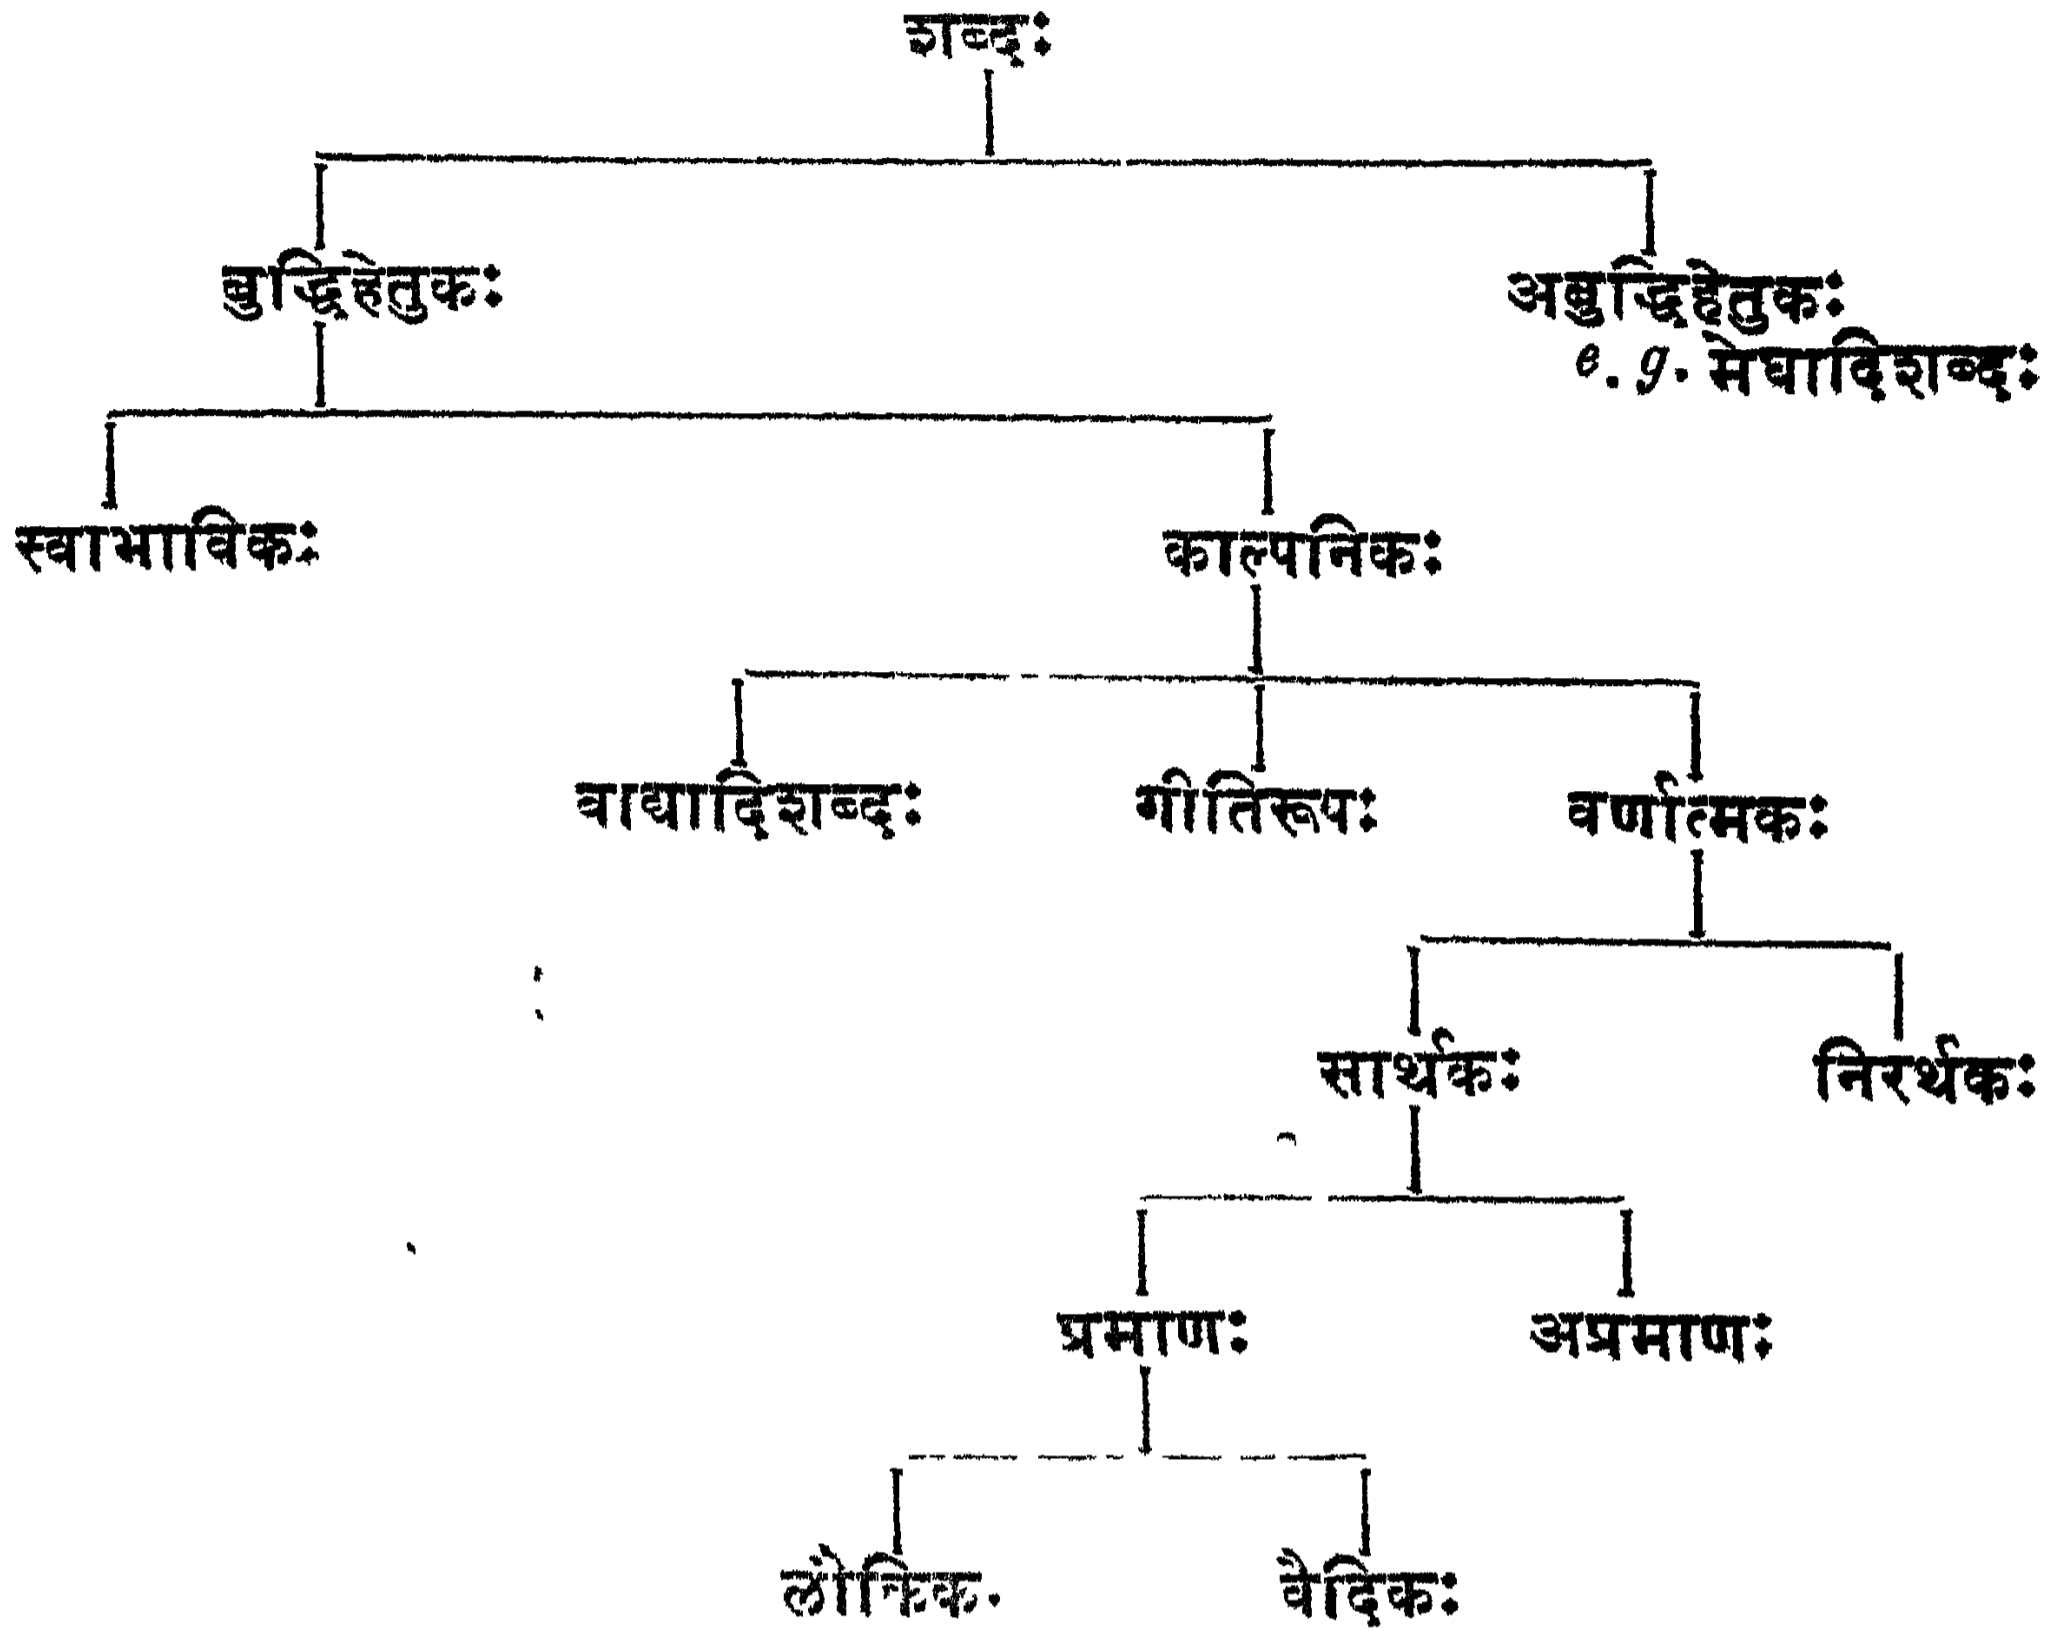 शब्दः
बुद्धिहेतुकः
अबुद्धिहेतुकः
e. g. मेघादिशब्दः
स्वाभाविकः
काल्पनिकः
वाद्यादिशब्दः
गीतिरूपः
वर्णात्मकः
सार्थकः
निरर्थकः
प्रमाणः
अप्रमाणः
लौकिक.
वैदिकः